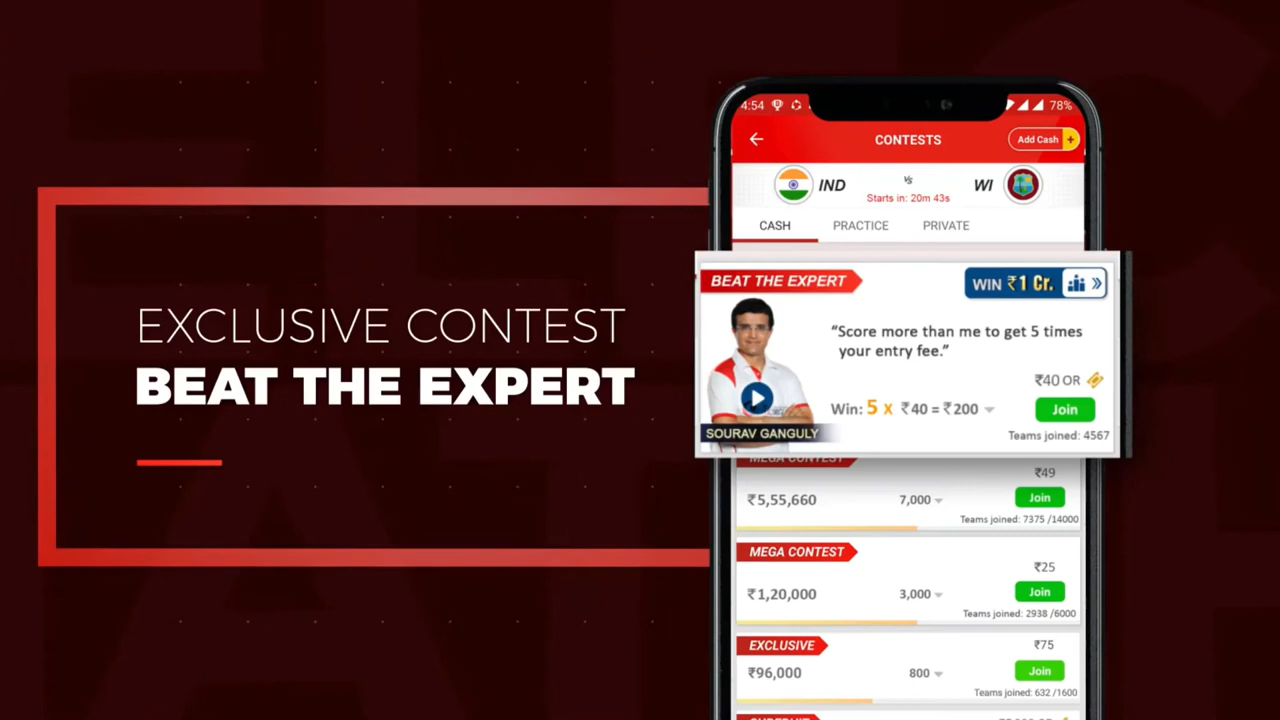 EXCLUSIVE CONTEST
BEAT THE EXPERT
4:54
78%
CONTESTS
Add Cash +
IND
Vs
WI
Starts in: 20m 43s
CASH
PRACTICE
PRIVATE
BEAT THE EXPERT
WIN ₹1 Cr.
“Score more than me to get 5 times
your entry fee.”
₹40 OR
Win: 5 x ₹40 = ₹200
Join
SOURAV GANGULY
Teams joined: 4567
MEGA CONTEST
₹49
₹5,55,660
7,000
Join
Teams joined: 7375 /14000
MEGA CONTEST
₹25
₹1,20,000
3,000
Join
Teams joined: 2938 /6000
EXCLUSIVE
₹75
₹96,000
800
Join
Teams joined: 632 /1600